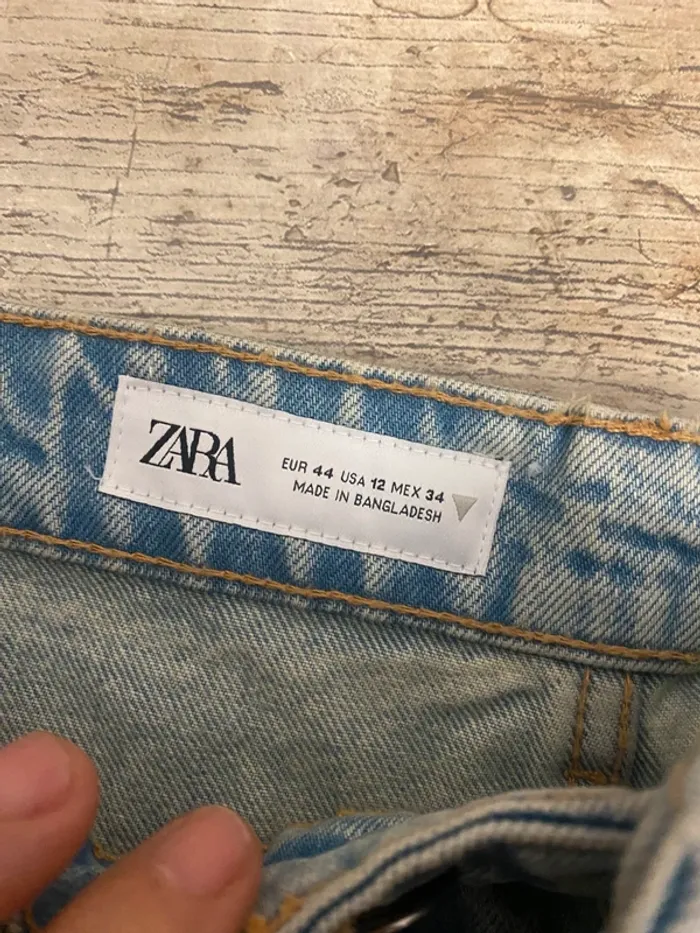 ZARA
EUR 44 USA 12 MEX 34
MADE IN BANGLADESH